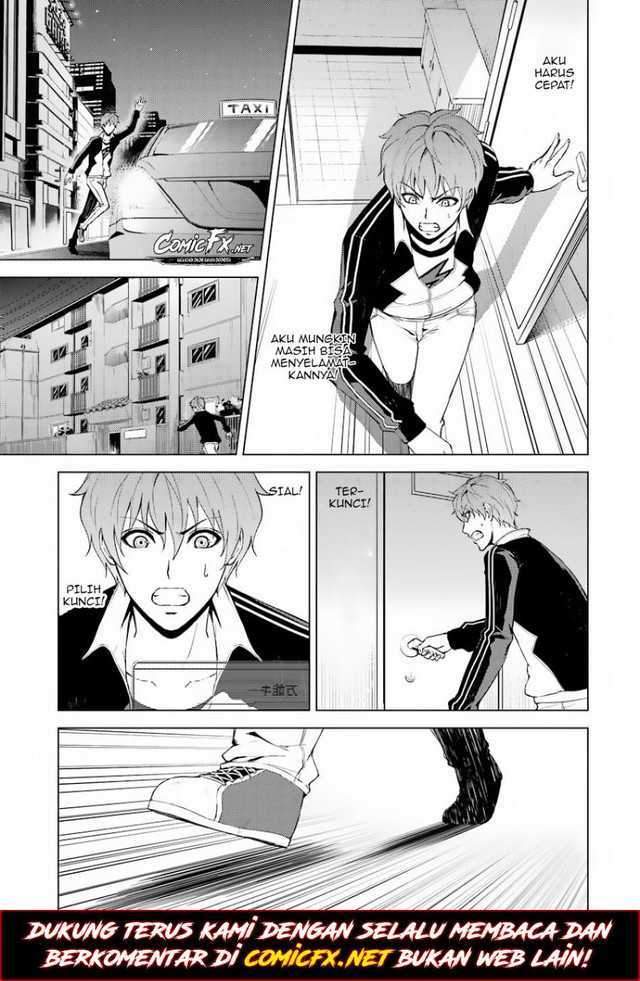 AKU
HARUS
CEPAT!
AKU MUNGKIN
MASIH BISA
MENYELAMAT-
KANNYA!
TAXI
COMICFX.NET
TER-
KUNCI!
SIAL!
PILIH
KUNCI!
DUKUNG TERUS KAMI DENGAN SELALU MEMBACA DAN
BERKOMENTAR DI COMICFX.NET BUKAN WEB LAIN!